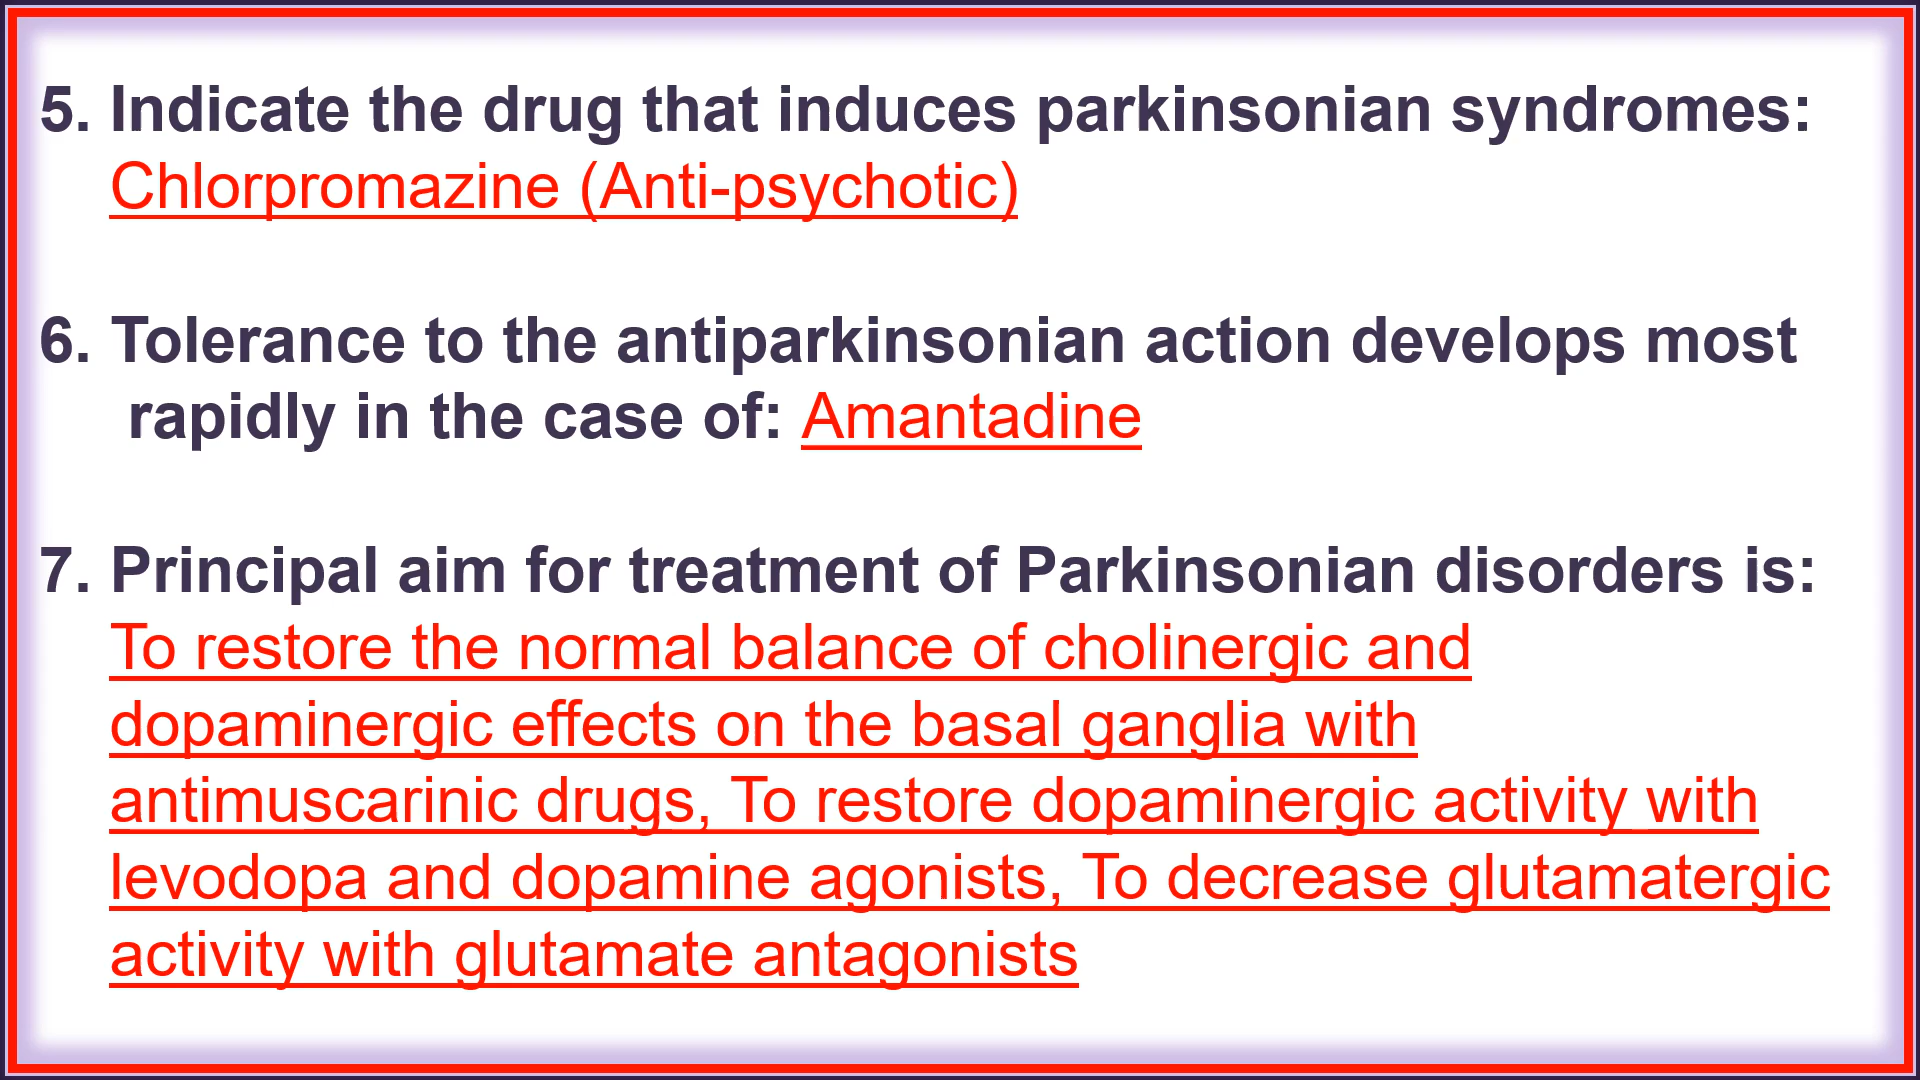 5. Indicate the drug that induces parkinsonian syndromes:
Chlorpromazine (Anti-psychotic)
6. Tolerance to the antiparkinsonian action develops most
rapidly in the case of: Amantadine
7. Principal aim for treatment of Parkinsonian disorders is:
To restore the normal balance of cholinergic and
dopaminergic effects on the basal ganglia with
antimuscarinic drugs, To restore dopaminergic activity with
levodopa and dopamine agonists, To decrease glutamatergic
activity with glutamate antagonists